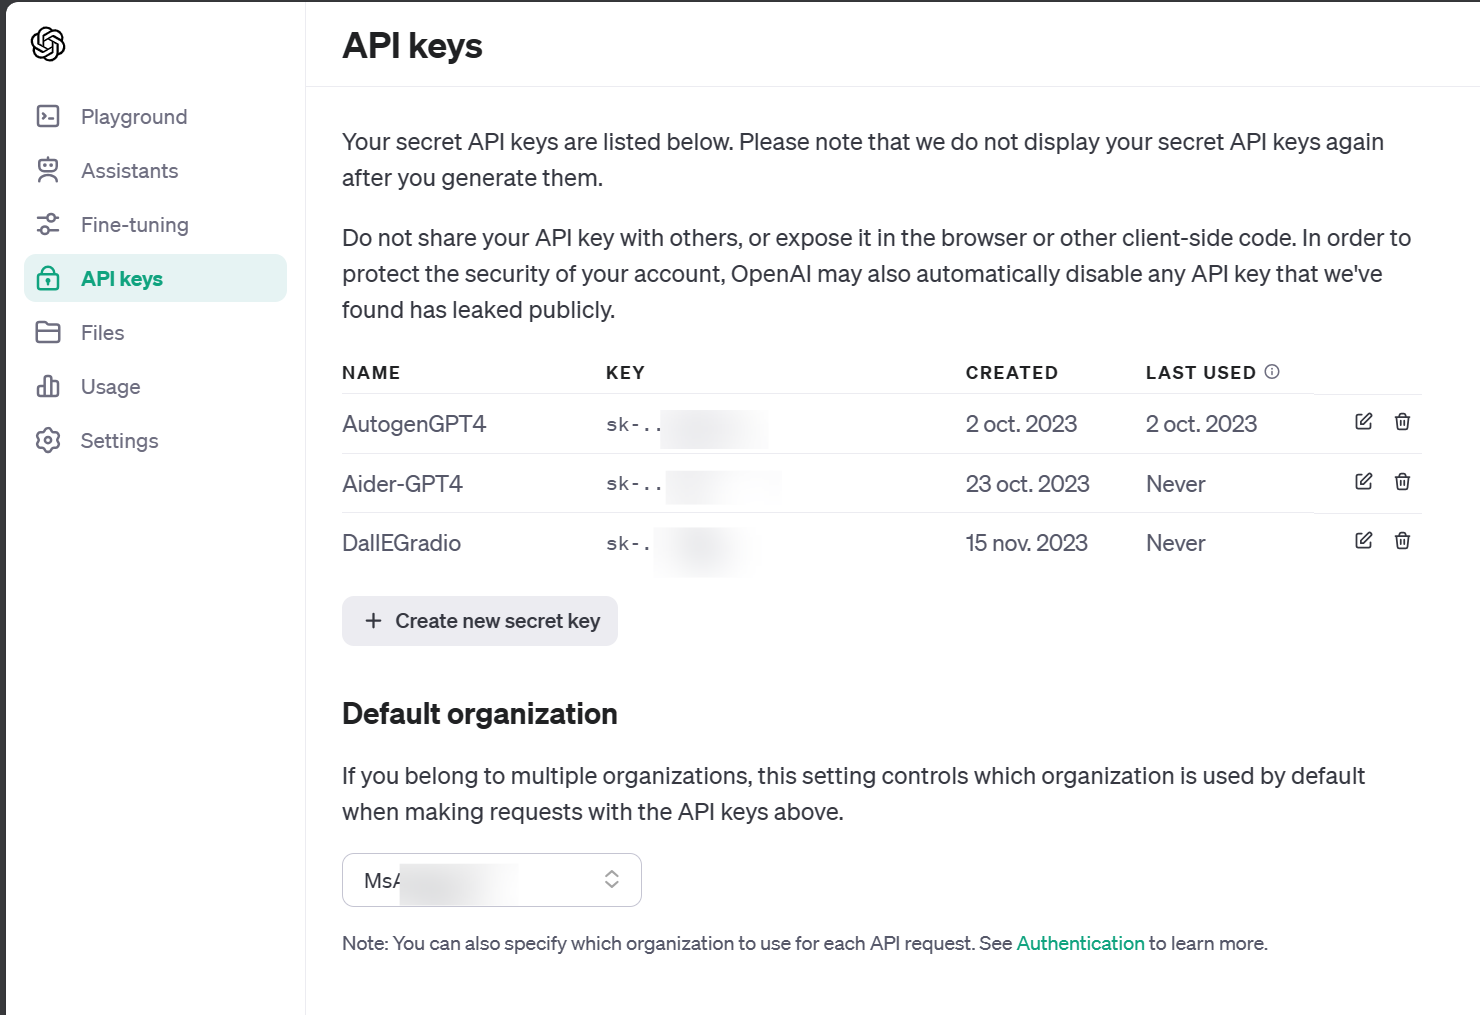 API keys
Playground
Assistants
Fine-tuning
API keys
Files
Usage
Settings
Your secret API keys are listed below. Please note that we do not display your secret API keys again
after you generate them.
Do not share your API key with others, or expose it in the browser or other client-side code. In order to
protect the security of your account, OpenAI may also automatically disable any API key that we've
found has leaked publicly.
NAME KEY CREATED LAST USED
AutogenGPT4 sk-.. 2 oct. 2023 2 oct. 2023
Aider-GPT4 sk-.. 23 oct. 2023 Never
DallEGradio sk-. 15 nov. 2023 Never
+ Create new secret key
Default organization
If you belong to multiple organizations, this setting controls which organization is used by default
when making requests with the API keys above.
MsA
Note: You can also specify which organization to use for each API request. See Authentication to learn more.